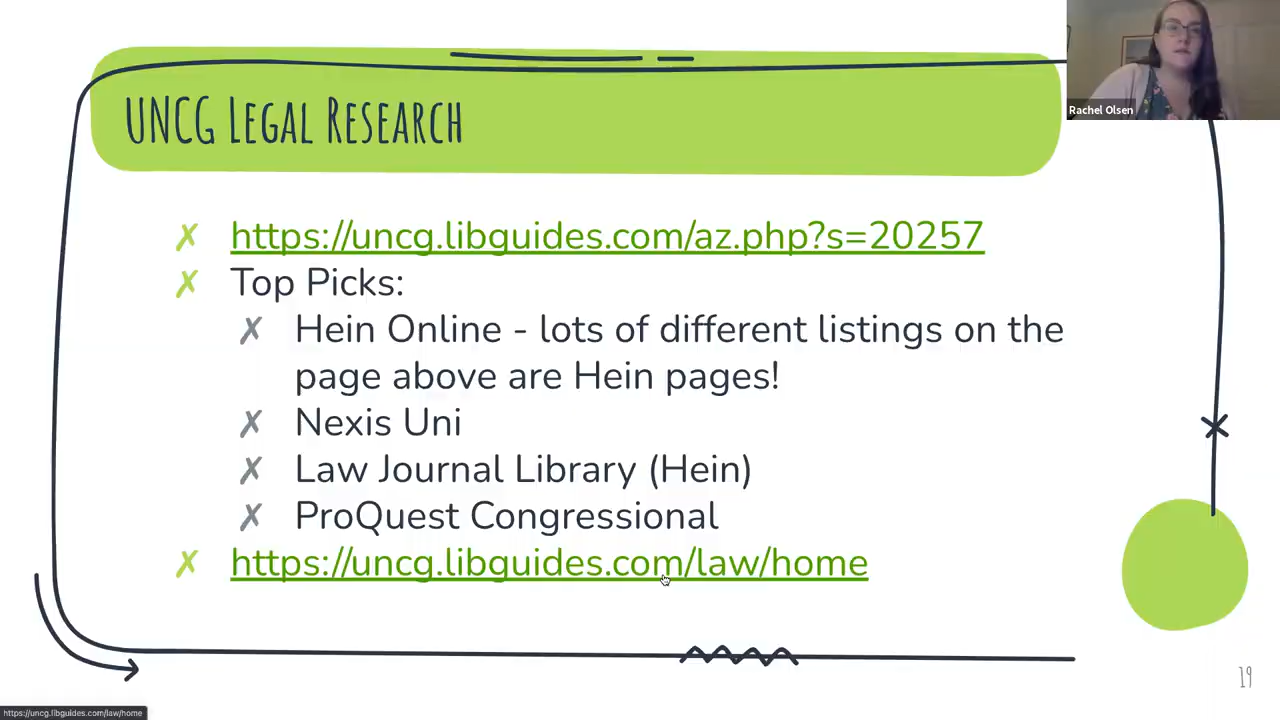 UNCG Legal Research
Rachel Olsen
https://uncg.libguides.com/az.php?s=20257
Top Picks:
Hein Online - lots of different listings on the
page above are Hein pages!
Nexis Uni
Law Journal Library (Hein)
ProQuest Congressional
https://uncg.libguides.com/law/home
19
https://uncg.libguides.com/law/home